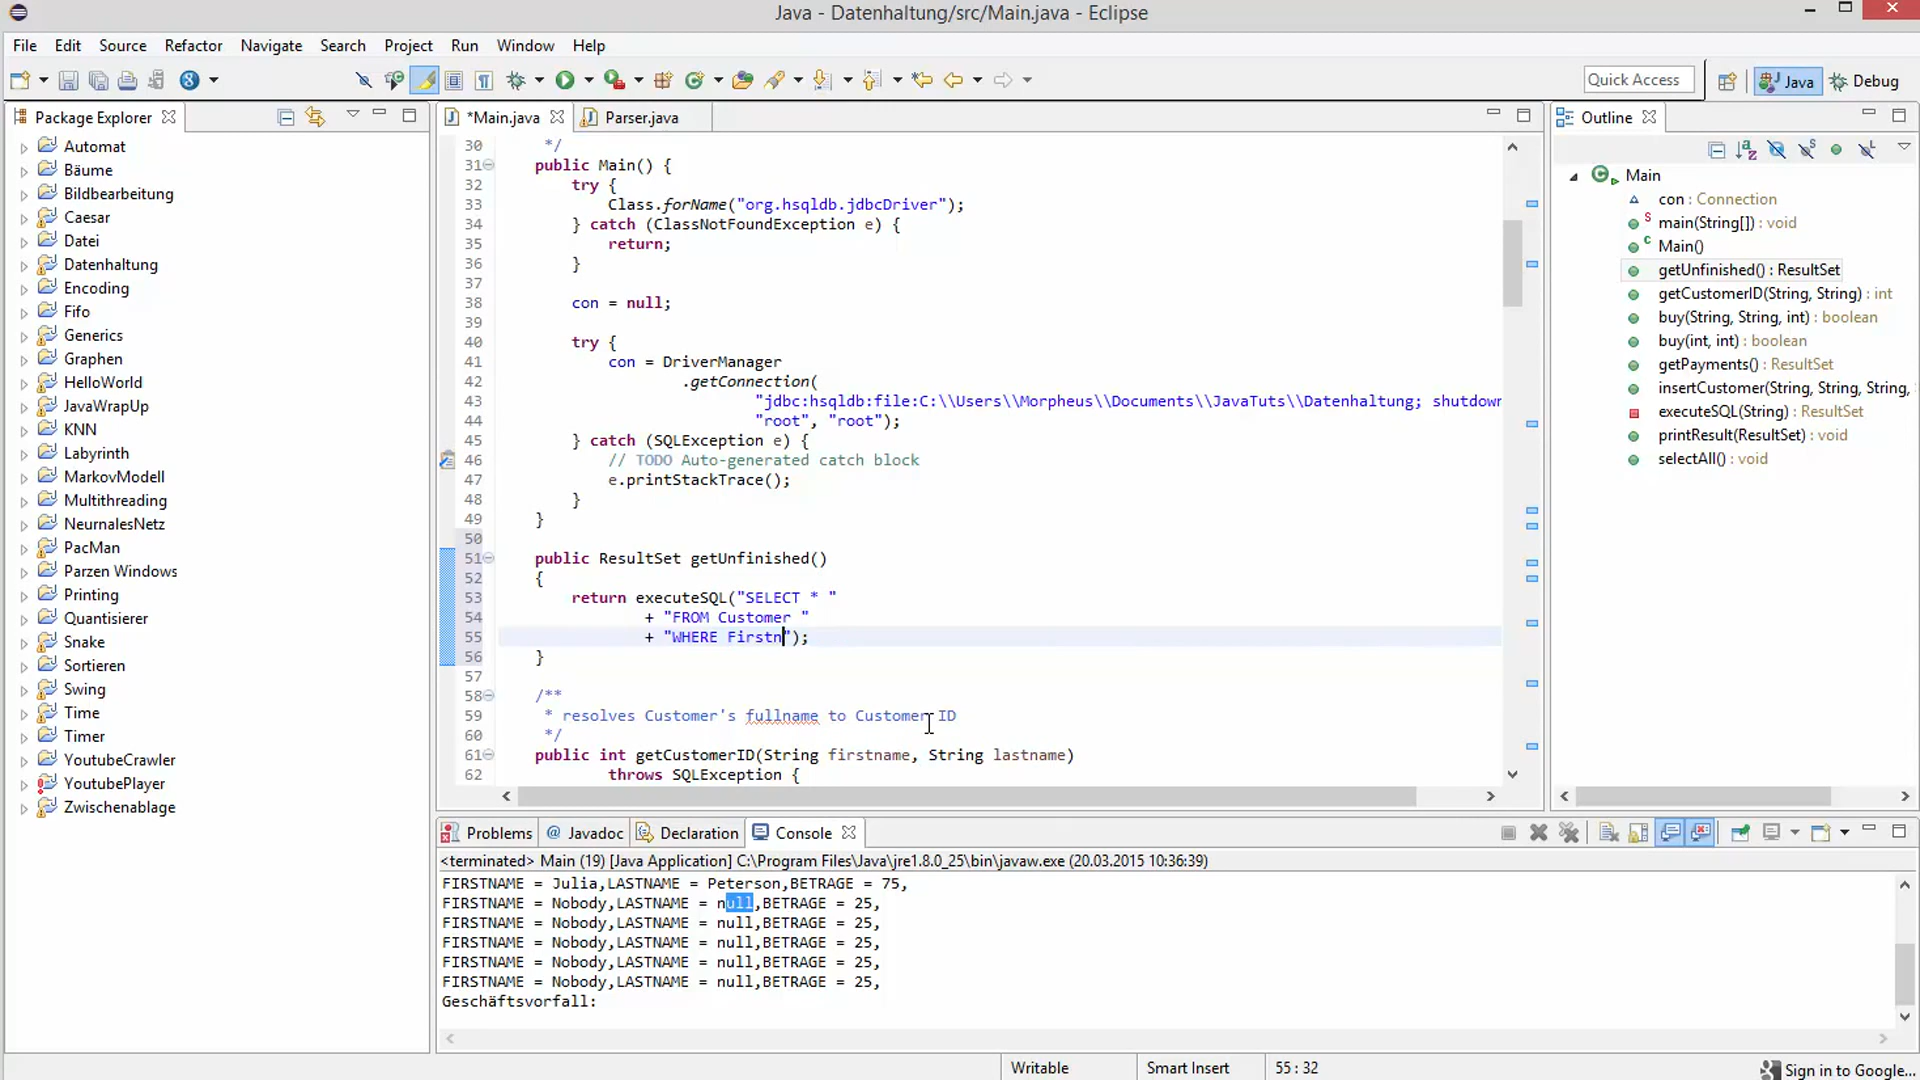 Java - Datenhaltung/src/Main.java - Eclipse
File Edit Source Refactor Navigate Search Project Run Window Help
Quick Access Java Debug
Package Explorer
Automat
Bäume
Bildbearbeitung
Caesar
Datei
Datenhaltung
Encoding
Fifo
Generics
Graphen
HelloWorld
JavaWrapUp
KNN
Labyrinth
MarkovModell
Multithreading
NeurnalesNetz
PacMan
Parzen Windows
Printing
Quantisierer
Snake
Sortieren
Swing
Time
Timer
YoutubeCrawler
YoutubePlayer
Zwischenablage
*Main.java Parser.java
30 */
31 public Main() {
32 try {
33 Class.forName("org.hsqldb.jdbcDriver");
34 } catch (ClassNotFoundException e) {
35 return;
36 }
37
38 con = null;
39
40 try {
41 con = DriverManager
42 .getConnection(
43 "jdbc:hsqldb:file:C:\\Users\\Morpheus\\Documents\\JavaTuts\\Datenhaltung; shutdown
44 "root", "root");
45 } catch (SQLException e) {
46 // TODO Auto-generated catch block
47 e.printStackTrace();
48 }
49 }
50
51 public ResultSet getUnfinished()
52 {
53 return executeSQL("SELECT * "
54 + "FROM Customer "
55 + "WHERE Firstn");
56 }
57
58 /**
59 * resolves Customer's fullname to Customer ID
60 */
61 public int getCustomerID(String firstname, String lastname)
62 throws SQLException {
Outline
Main
con : Connection
main(String[]) : void
Main()
getUnfinished() : ResultSet
getCustomerID(String, String) : int
buy(String, String, int) : boolean
buy(int, int) : boolean
getPayments() : ResultSet
insertCustomer(String, String, String,
executeSQL(String) : ResultSet
printResult(ResultSet) : void
selectAll() : void
Problems @ Javadoc Declaration Console
<terminated> Main (19) [Java Application] C:\Program Files\Java\jre1.8.0_25\bin\javaw.exe (20.03.2015 10:36:39)
FIRSTNAME = Julia,LASTNAME = Peterson,BETRAGE = 75,
FIRSTNAME = Nobody,LASTNAME = null,BETRAGE = 25,
FIRSTNAME = Nobody,LASTNAME = null,BETRAGE = 25,
FIRSTNAME = Nobody,LASTNAME = null,BETRAGE = 25,
FIRSTNAME = Nobody,LASTNAME = null,BETRAGE = 25,
FIRSTNAME = Nobody,LASTNAME = null,BETRAGE = 25,
Geschäftsvorfall:
Writable Smart Insert 55 : 32 Sign in to Google...